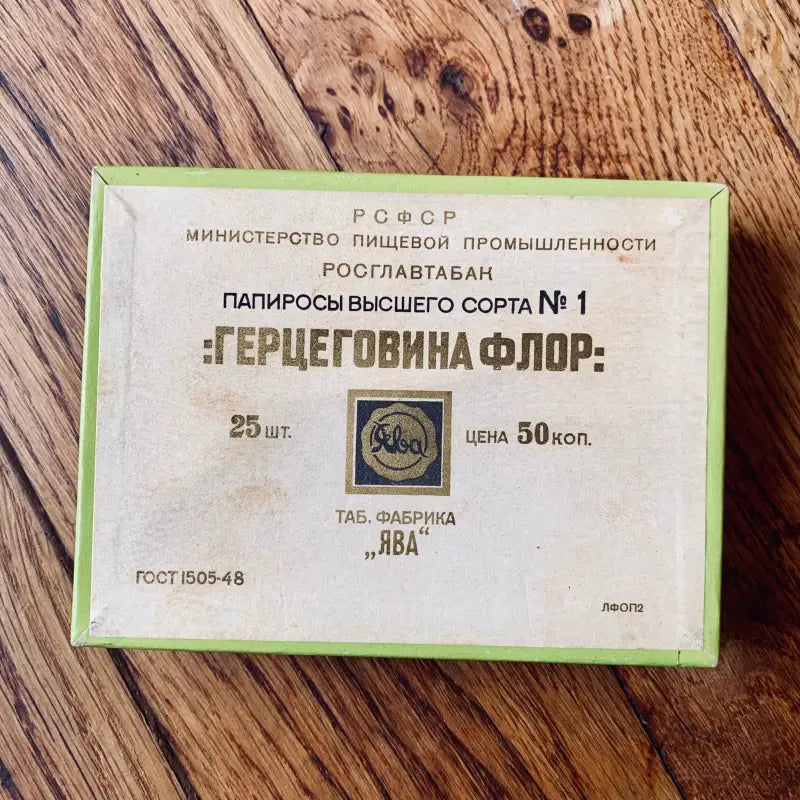 РСФСР
МИНИСТЕРСТВО ПИЩЕВОЙ ПРОМЫШЛЕННОСТИ
РОСГЛАВТАБАК
ПАПИРОСЫ ВЫСШЕГО СОРТА № 1
:ГЕРЦЕГОВИНА ФЛОР:
25 ШТ.
Ява
ЦЕНА 50 КОП.
ТАБ. ФАБРИКА
„ЯВА“
ГОСТ 1505-48
ЛФОП2